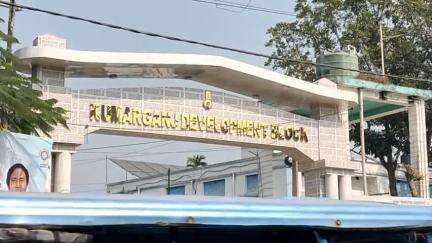 KUMARGANJ DEVELOPMENT BLOCK